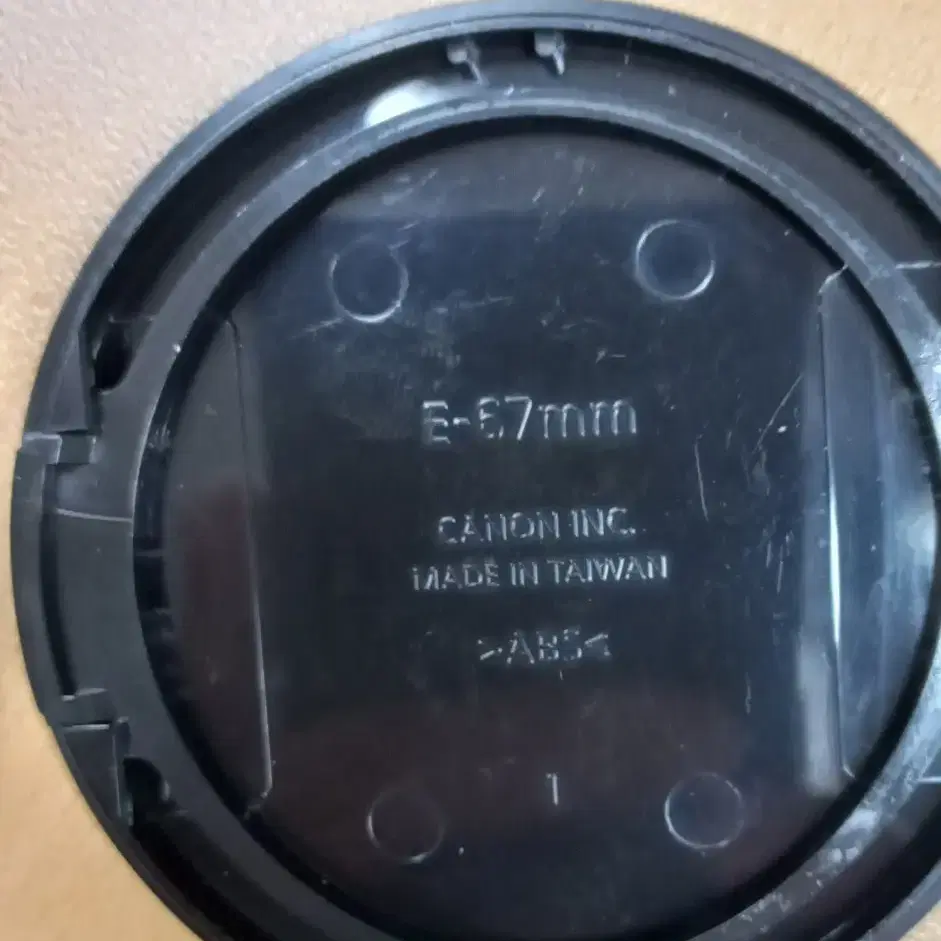 E-67mm
CANON INC.
MADE IN TAIWAN
>ABS<
1